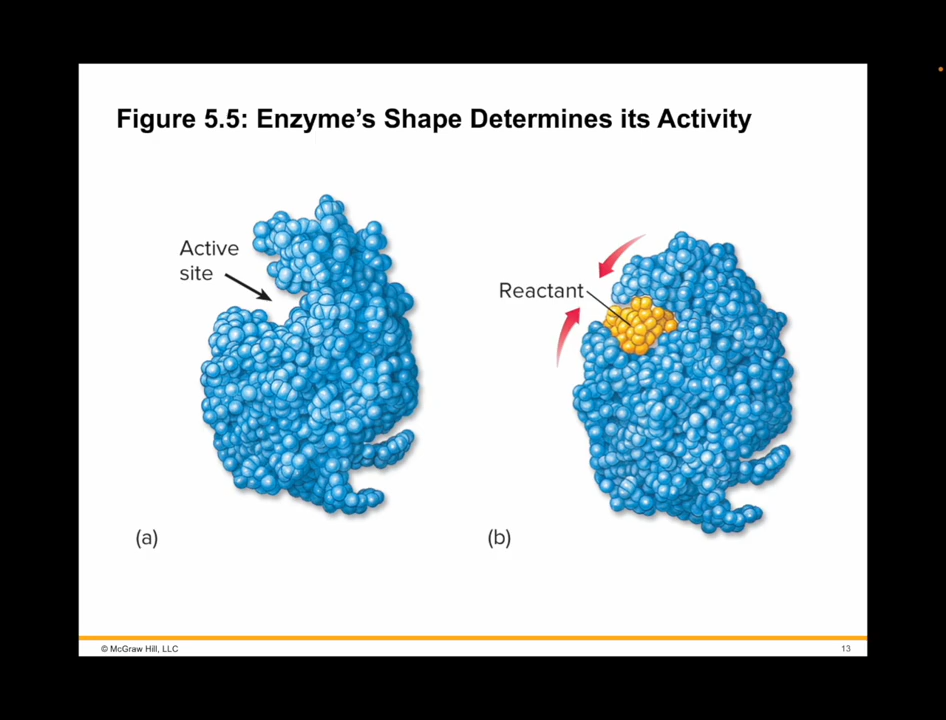 Figure 5.5: Enzyme’s Shape Determines its Activity
Active
site
Reactant
(a)
(b)
© McGraw Hill, LLC
13